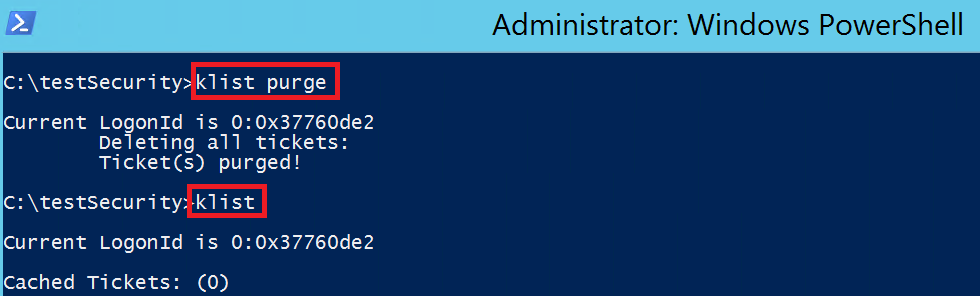 Administrator: Windows PowerShell
C:\testSecurity>klist purge
Current LogonId is 0:0x37760de2
Deleting all tickets:
Ticket(s) purged!
C:\testSecurity>klist
Current LogonId is 0:0x37760de2
Cached Tickets: (0)